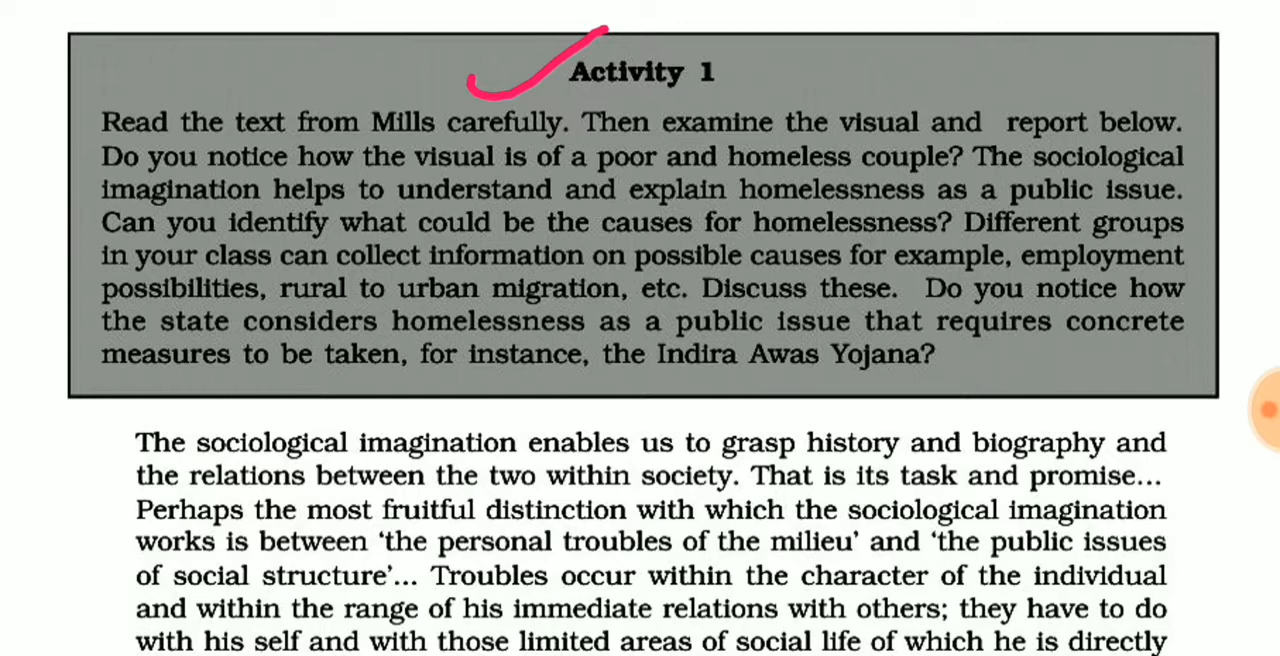 Activity 1
Read the text from Mills carefully. Then examine the visual and report below.
Do you notice how the visual is of a poor and homeless couple? The sociological
imagination helps to understand and explain homelessness as a public issue.
Can you identify what could be the causes for homelessness? Different groups
in your class can collect information on possible causes for example, employment
possibilities, rural to urban migration, etc. Discuss these. Do you notice how
the state considers homelessness as a public issue that requires concrete
measures to be taken, for instance, the Indira Awas Yojana?
The sociological imagination enables us to grasp history and biography and
the relations between the two within society. That is its task and promise...
Perhaps the most fruitful distinction with which the sociological imagination
works is between ‘the personal troubles of the milieu’ and ‘the public issues
of social structure’... Troubles occur within the character of the individual
and within the range of his immediate relations with others; they have to do
with his self and with those limited areas of social life of which he is directly